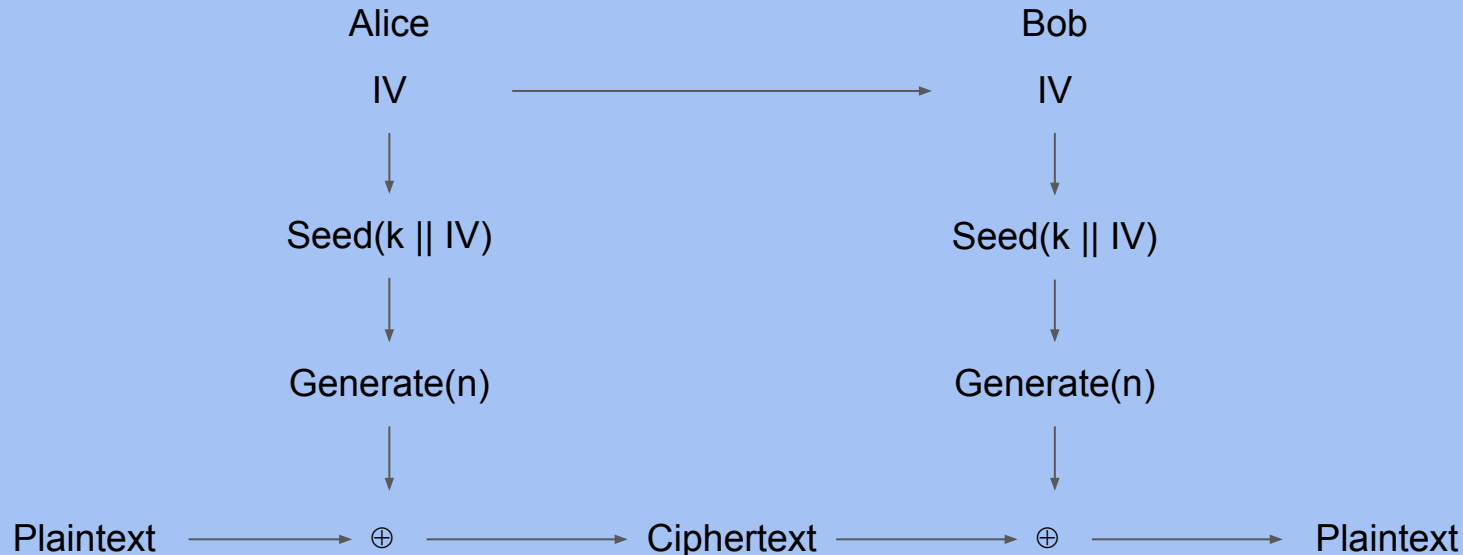 Alice Bob
IV IV
Seed(k || IV) Seed(k || IV)
Generate(n) Generate(n)
Plaintext ⊕ Ciphertext ⊕ Plaintext